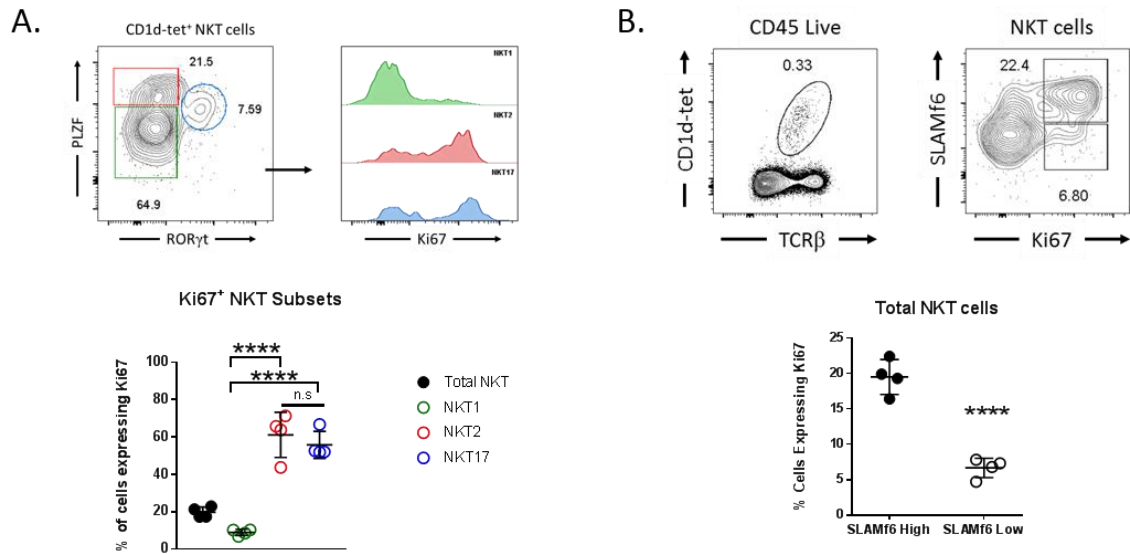 A.
CD1d-tet⁺ NKT cells
21.5
7.59
64.9
PLZF
RORγt
NKT1
NKT2
NKT17
Ki67
Ki67⁺ NKT Subsets
% of cells expressing Ki67
100
80
60
40
20
0
****
****
n.s
Total NKT
NKT1
NKT2
NKT17
B.
CD45 Live
0.33
CD1d-tet
TCRβ
NKT cells
22.4
6.80
SLAMf6
Ki67
Total NKT cells
% Cells Expressing Ki67
25
20
15
10
5
0
****
SLAMf6 High
SLAMf6 Low